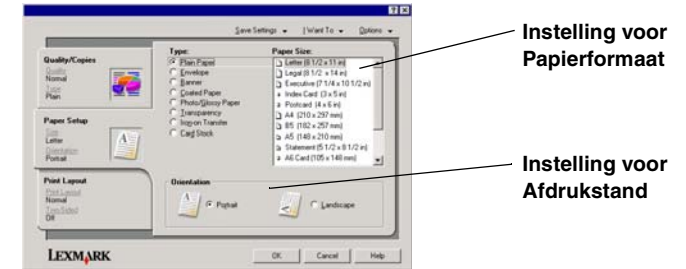 Save Settings I Want To Options
Quality/Copies
Quality
Normal
Type
Plain
Paper Setup
Size
Letter
Orientation
Portrait
Print Layout
Print Layout
Normal
Two-Sided
Off
Type:
Plain Paper
Envelope
Banner
Coated Paper
Photo/Glossy Paper
Transparency
Iron-on Transfer
Card Stock
Paper Size:
Letter (8 1/2 x 11 in)
Legal (8 1/2 x 14 in)
Executive (7 1/4 x 10 1/2 in)
Index Card (3 x 5 in)
Postcard (4 x 6 in)
A4 (210 x 297 mm)
B5 (182 x 257 mm)
A5 (148 x 210 mm)
Statement (5 1/2 x 8 1/2 in)
A6 Card (105 x 148 mm)
Orientation
Portrait
Landscape
LEXMARK
OK
Cancel
Help
Instelling voor
Papierformaat
Instelling voor
Afdrukstand